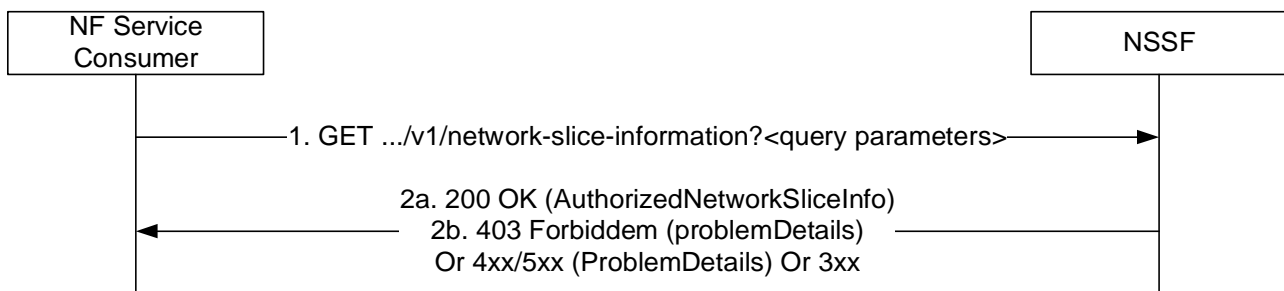 NF Service
Consumer
NSSF
1. GET .../v1/network-slice-information?<query parameters>
2a. 200 OK (AuthorizedNetworkSliceInfo)
2b. 403 Forbiddem (problemDetails)
Or 4xx/5xx (ProblemDetails) Or 3xx